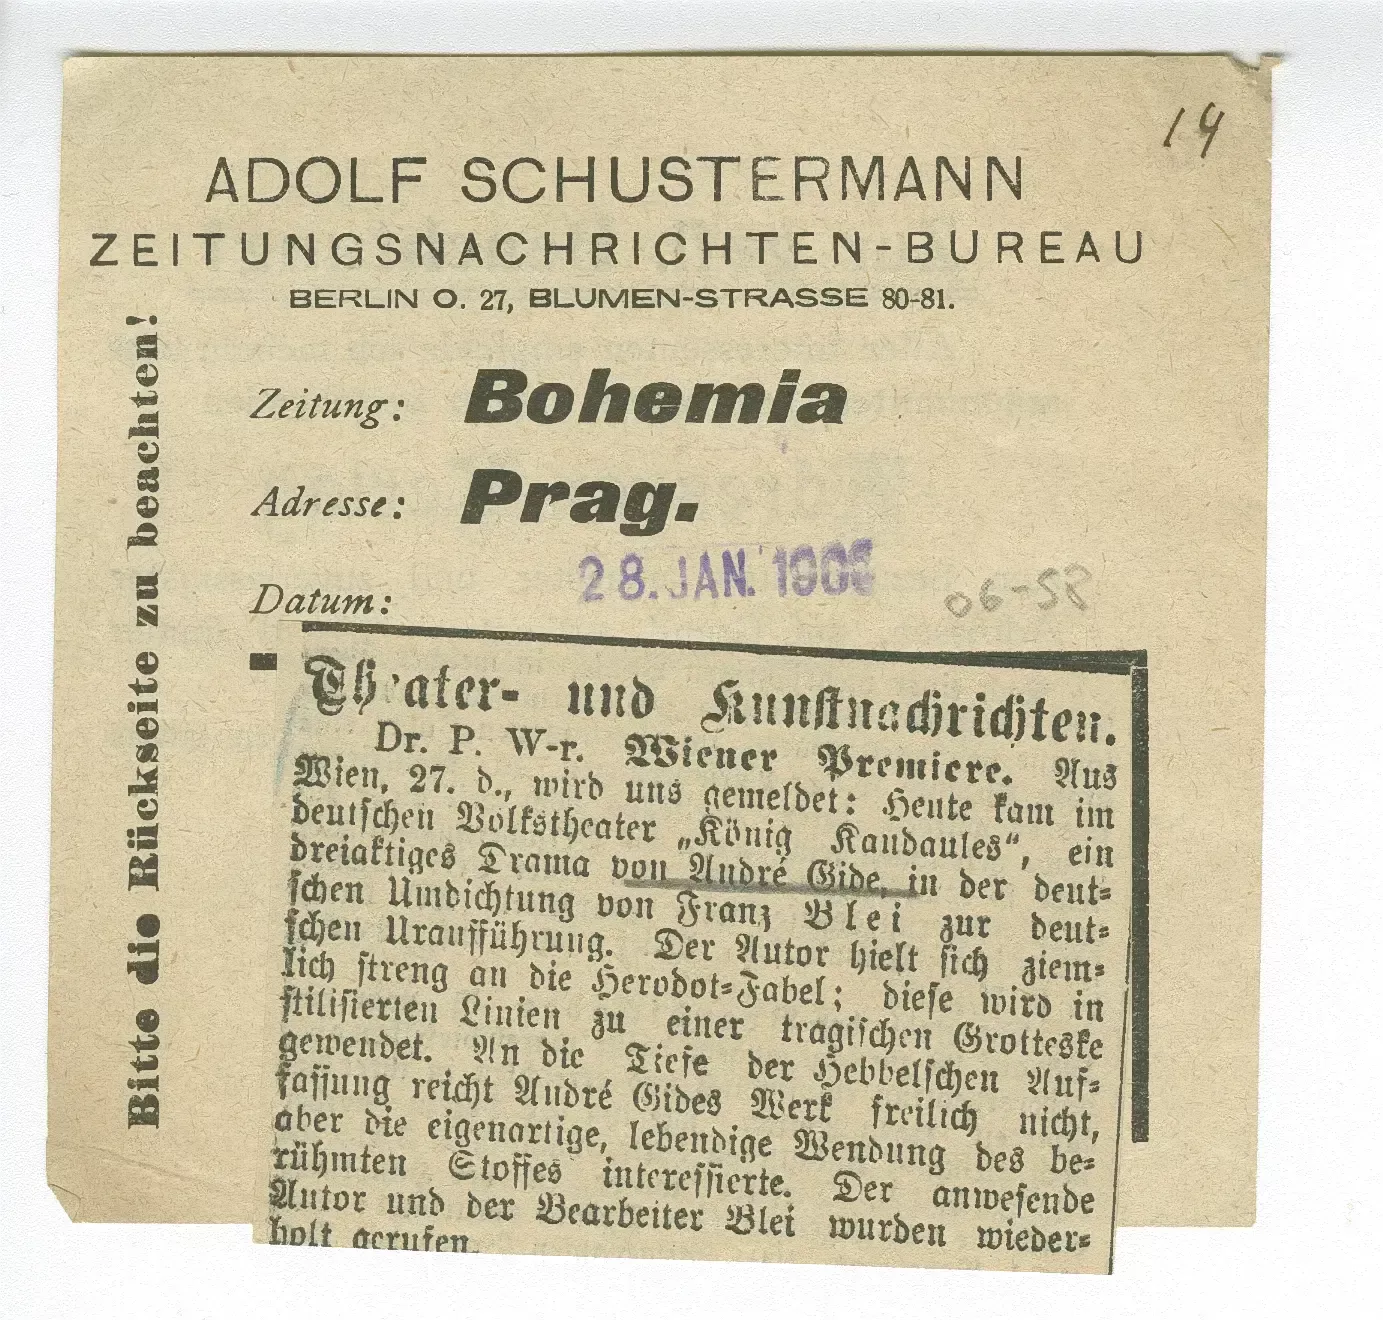 14
ADOLF SCHUSTERMANN
ZEITUNGSNACHRICHTEN-BUREAU
BERLIN O. 27, BLUMEN-STRASSE 80-81.
Bitte die Rückseite zu beachten!
Zeitung: Bohemia
Adresse: Prag.
Datum: 28. JAN. 1906
06-58
Theater- und Kunstnachrichten.
Dr. P. W-r. Wiener Premiere. Aus
Wien, 27. d., wird uns gemeldet: Heute kam im
deutschen Volkstheater „König Kandaules“, ein
dreiaktiges Drama von André Gide, in der deut-
schen Umdichtung von Franz Blei zur deut-
schen Uraufführung. Der Autor hielt sich ziem-
lich streng an die Herodot-Fabel; diese wird in
stilisierten Linien zu einer tragischen Grotteske
gewendet. An die Tiefe der Hebbelschen Auf-
fassung reicht André Gides Werk freilich nicht,
aber die eigenartige, lebendige Wendung des be-
rühmten Stoffes interessierte. Der anwesende
Autor und der Bearbeiter Blei wurden wieder-
holt gerufen.